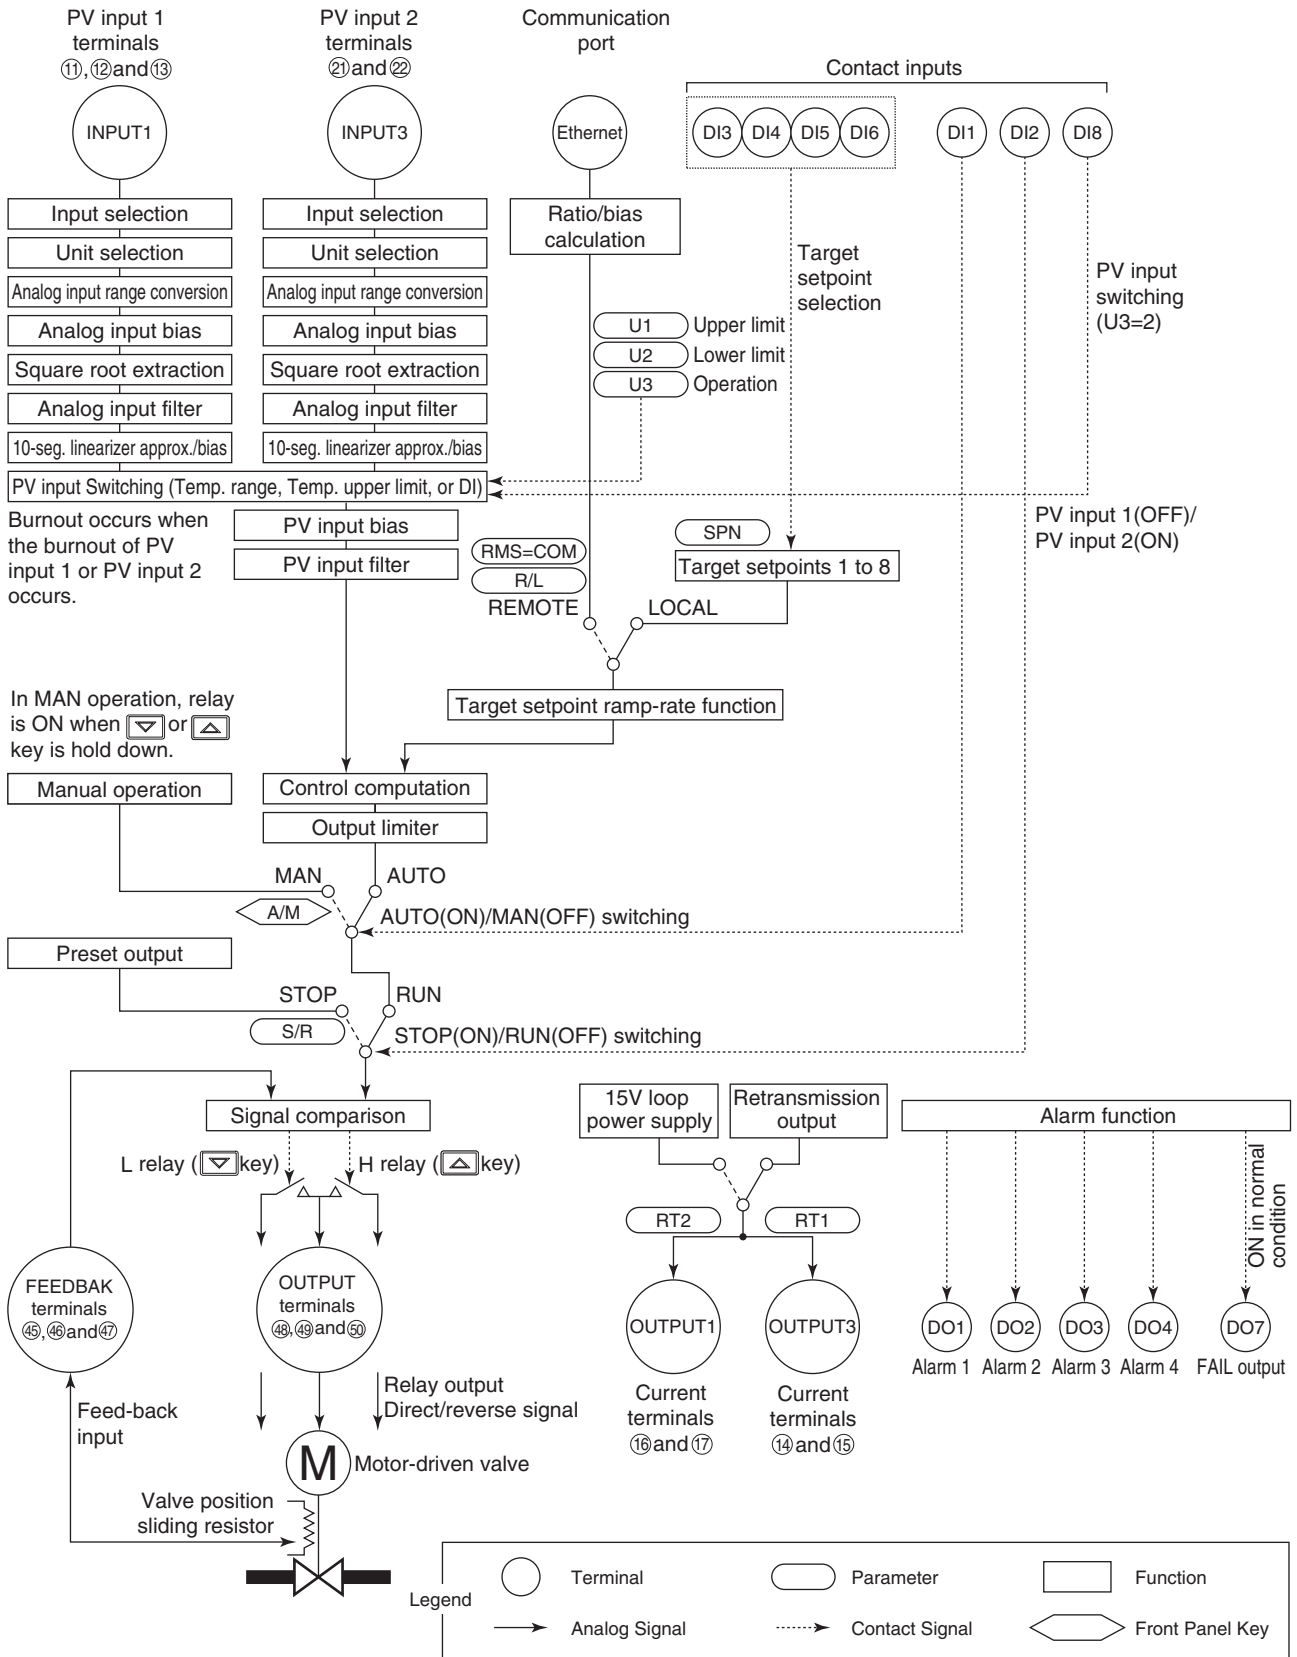 PV input 1
terminals
⑪,⑫and⑬
PV input 2
terminals
㉑and㉒
Communication
port
Contact inputs
INPUT1
INPUT3
Ethernet
DI3
DI4
DI5
DI6
DI1
DI2
DI8
Input selection
Unit selection
Analog input range conversion
Analog input bias
Square root extraction
Analog input filter
10-seg. linearizer approx./bias
Input selection
Unit selection
Analog input range conversion
Analog input bias
Square root extraction
Analog input filter
10-seg. linearizer approx./bias
Ratio/bias
calculation
Target
setpoint
selection
PV input
switching
(U3=2)
U1
Upper limit
U2
Lower limit
U3
Operation
PV input Switching (Temp. range, Temp. upper limit, or DI)
Burnout occurs when
the burnout of PV
input 1 or PV input 2
occurs.
PV input bias
PV input filter
RMS=COM
R/L
REMOTE
LOCAL
SPN
Target setpoints 1 to 8
PV input 1(OFF)/
PV input 2(ON)
Target setpoint ramp-rate function
In MAN operation, relay
is ON when or
key is hold down.
Manual operation
Control computation
Output limiter
MAN
AUTO
A/M
AUTO(ON)/MAN(OFF) switching
Preset output
STOP
RUN
S/R
STOP(ON)/RUN(OFF) switching
Signal comparison
L relay ( key)
H relay ( key)
15V loop
power supply
Retransmission
output
Alarm function
RT2
RT1
ON in normal
condition
FEEDBAK
terminals
㊺,㊻and㊼
OUTPUT
terminals
㊽,㊾and㊿
OUTPUT1
OUTPUT3
DO1
DO2
DO3
DO4
DO7
Alarm 1
Alarm 2
Alarm 3
Alarm 4
FAIL output
Current
terminals
⑯and⑰
Current
terminals
⑭and⑮
Feed-back
input
Relay output
Direct/reverse signal
M
Motor-driven valve
Valve position
sliding resistor
Legend
Terminal
Parameter
Function
Analog Signal
Contact Signal
Front Panel Key